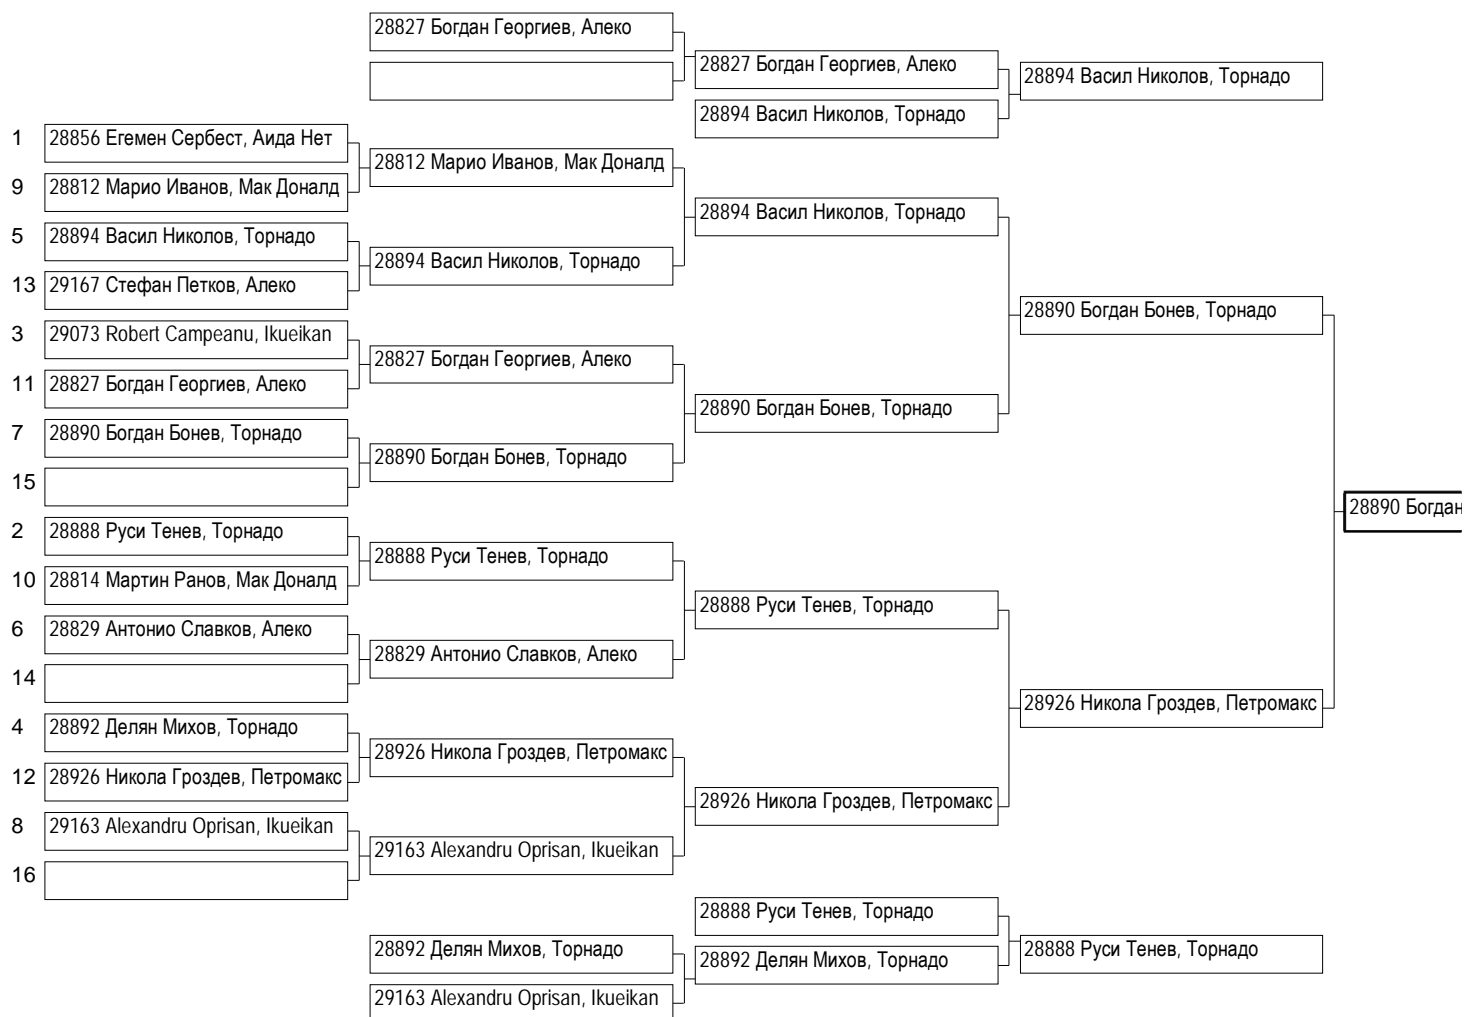 28827 Богдан Георгиев, Алеко
28827 Богдан Георгиев, Алеко
28894 Васил Николов, Торнадо
28894 Васил Николов, Торнадо
1 28856 Егемен Сербест, Аида Нет
28812 Марио Иванов, Мак Доналд
9 28812 Марио Иванов, Мак Доналд
28894 Васил Николов, Торнадо
5 28894 Васил Николов, Торнадо
28894 Васил Николов, Торнадо
13 29167 Стефан Петков, Алеко
28890 Богдан Бонев, Торнадо
3 29073 Robert Campeanu, Ikueikan
28827 Богдан Георгиев, Алеко
11 28827 Богдан Георгиев, Алеко
28890 Богдан Бонев, Торнадо
7 28890 Богдан Бонев, Торнадо
28890 Богдан Бонев, Торнадо
15
28890 Богдан
2 28888 Руси Тенев, Торнадо
28888 Руси Тенев, Торнадо
10 28814 Мартин Ранов, Мак Доналд
28888 Руси Тенев, Торнадо
6 28829 Антонио Славков, Алеко
28829 Антонио Славков, Алеко
14
28926 Никола Гроздев, Петромакс
4 28892 Делян Михов, Торнадо
28926 Никола Гроздев, Петромакс
12 28926 Никола Гроздев, Петромакс
28926 Никола Гроздев, Петромакс
8 29163 Alexandru Oprisan, Ikueikan
29163 Alexandru Oprisan, Ikueikan
16
28888 Руси Тенев, Торнадо
28892 Делян Михов, Торнадо
28892 Делян Михов, Торнадо
28888 Руси Тенев, Торнадо
29163 Alexandru Oprisan, Ikueikan